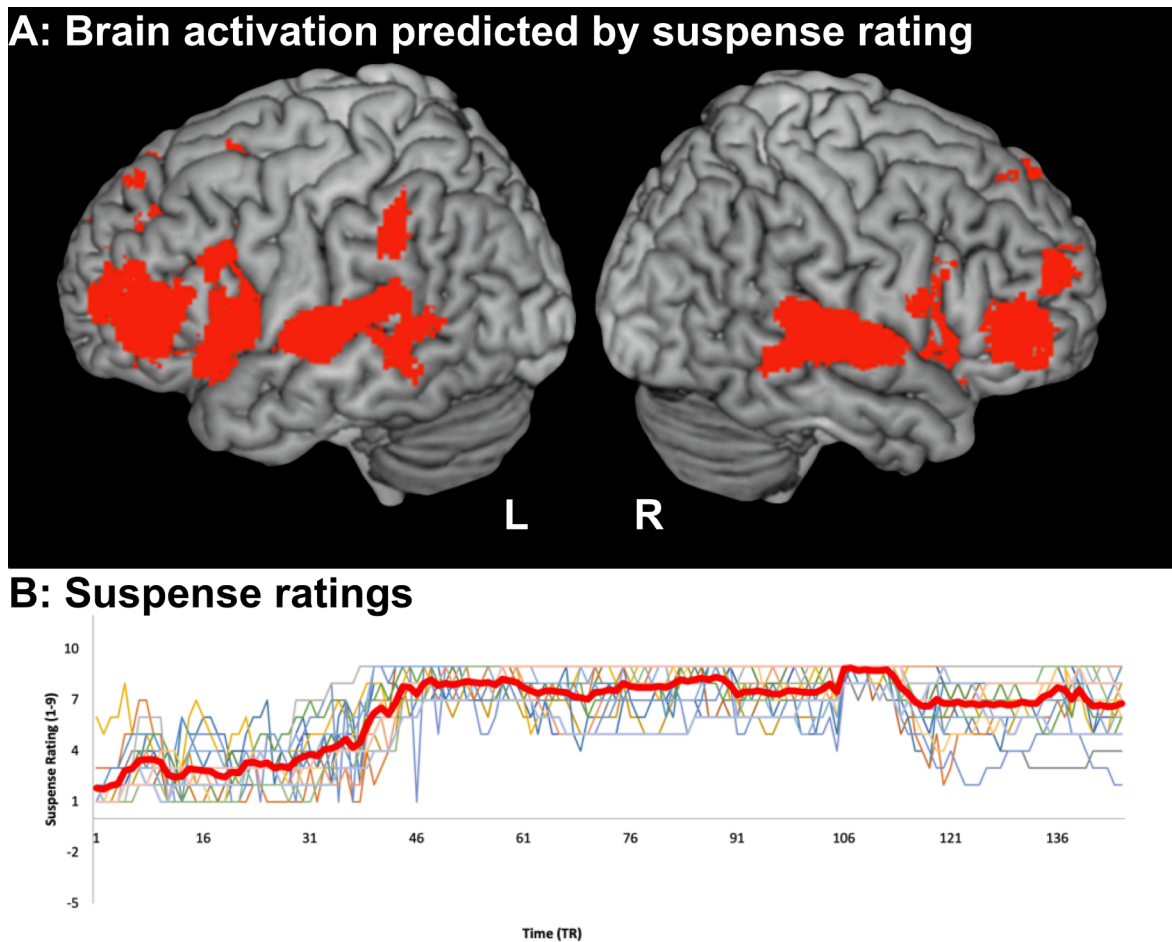 A: Brain activation predicted by suspense rating
L R
B: Suspense ratings
Suspense Rating (1-9)
10
7
4
1
-2
-5
1 16 31 46 61 76 91 106 121 136
Time (TR)